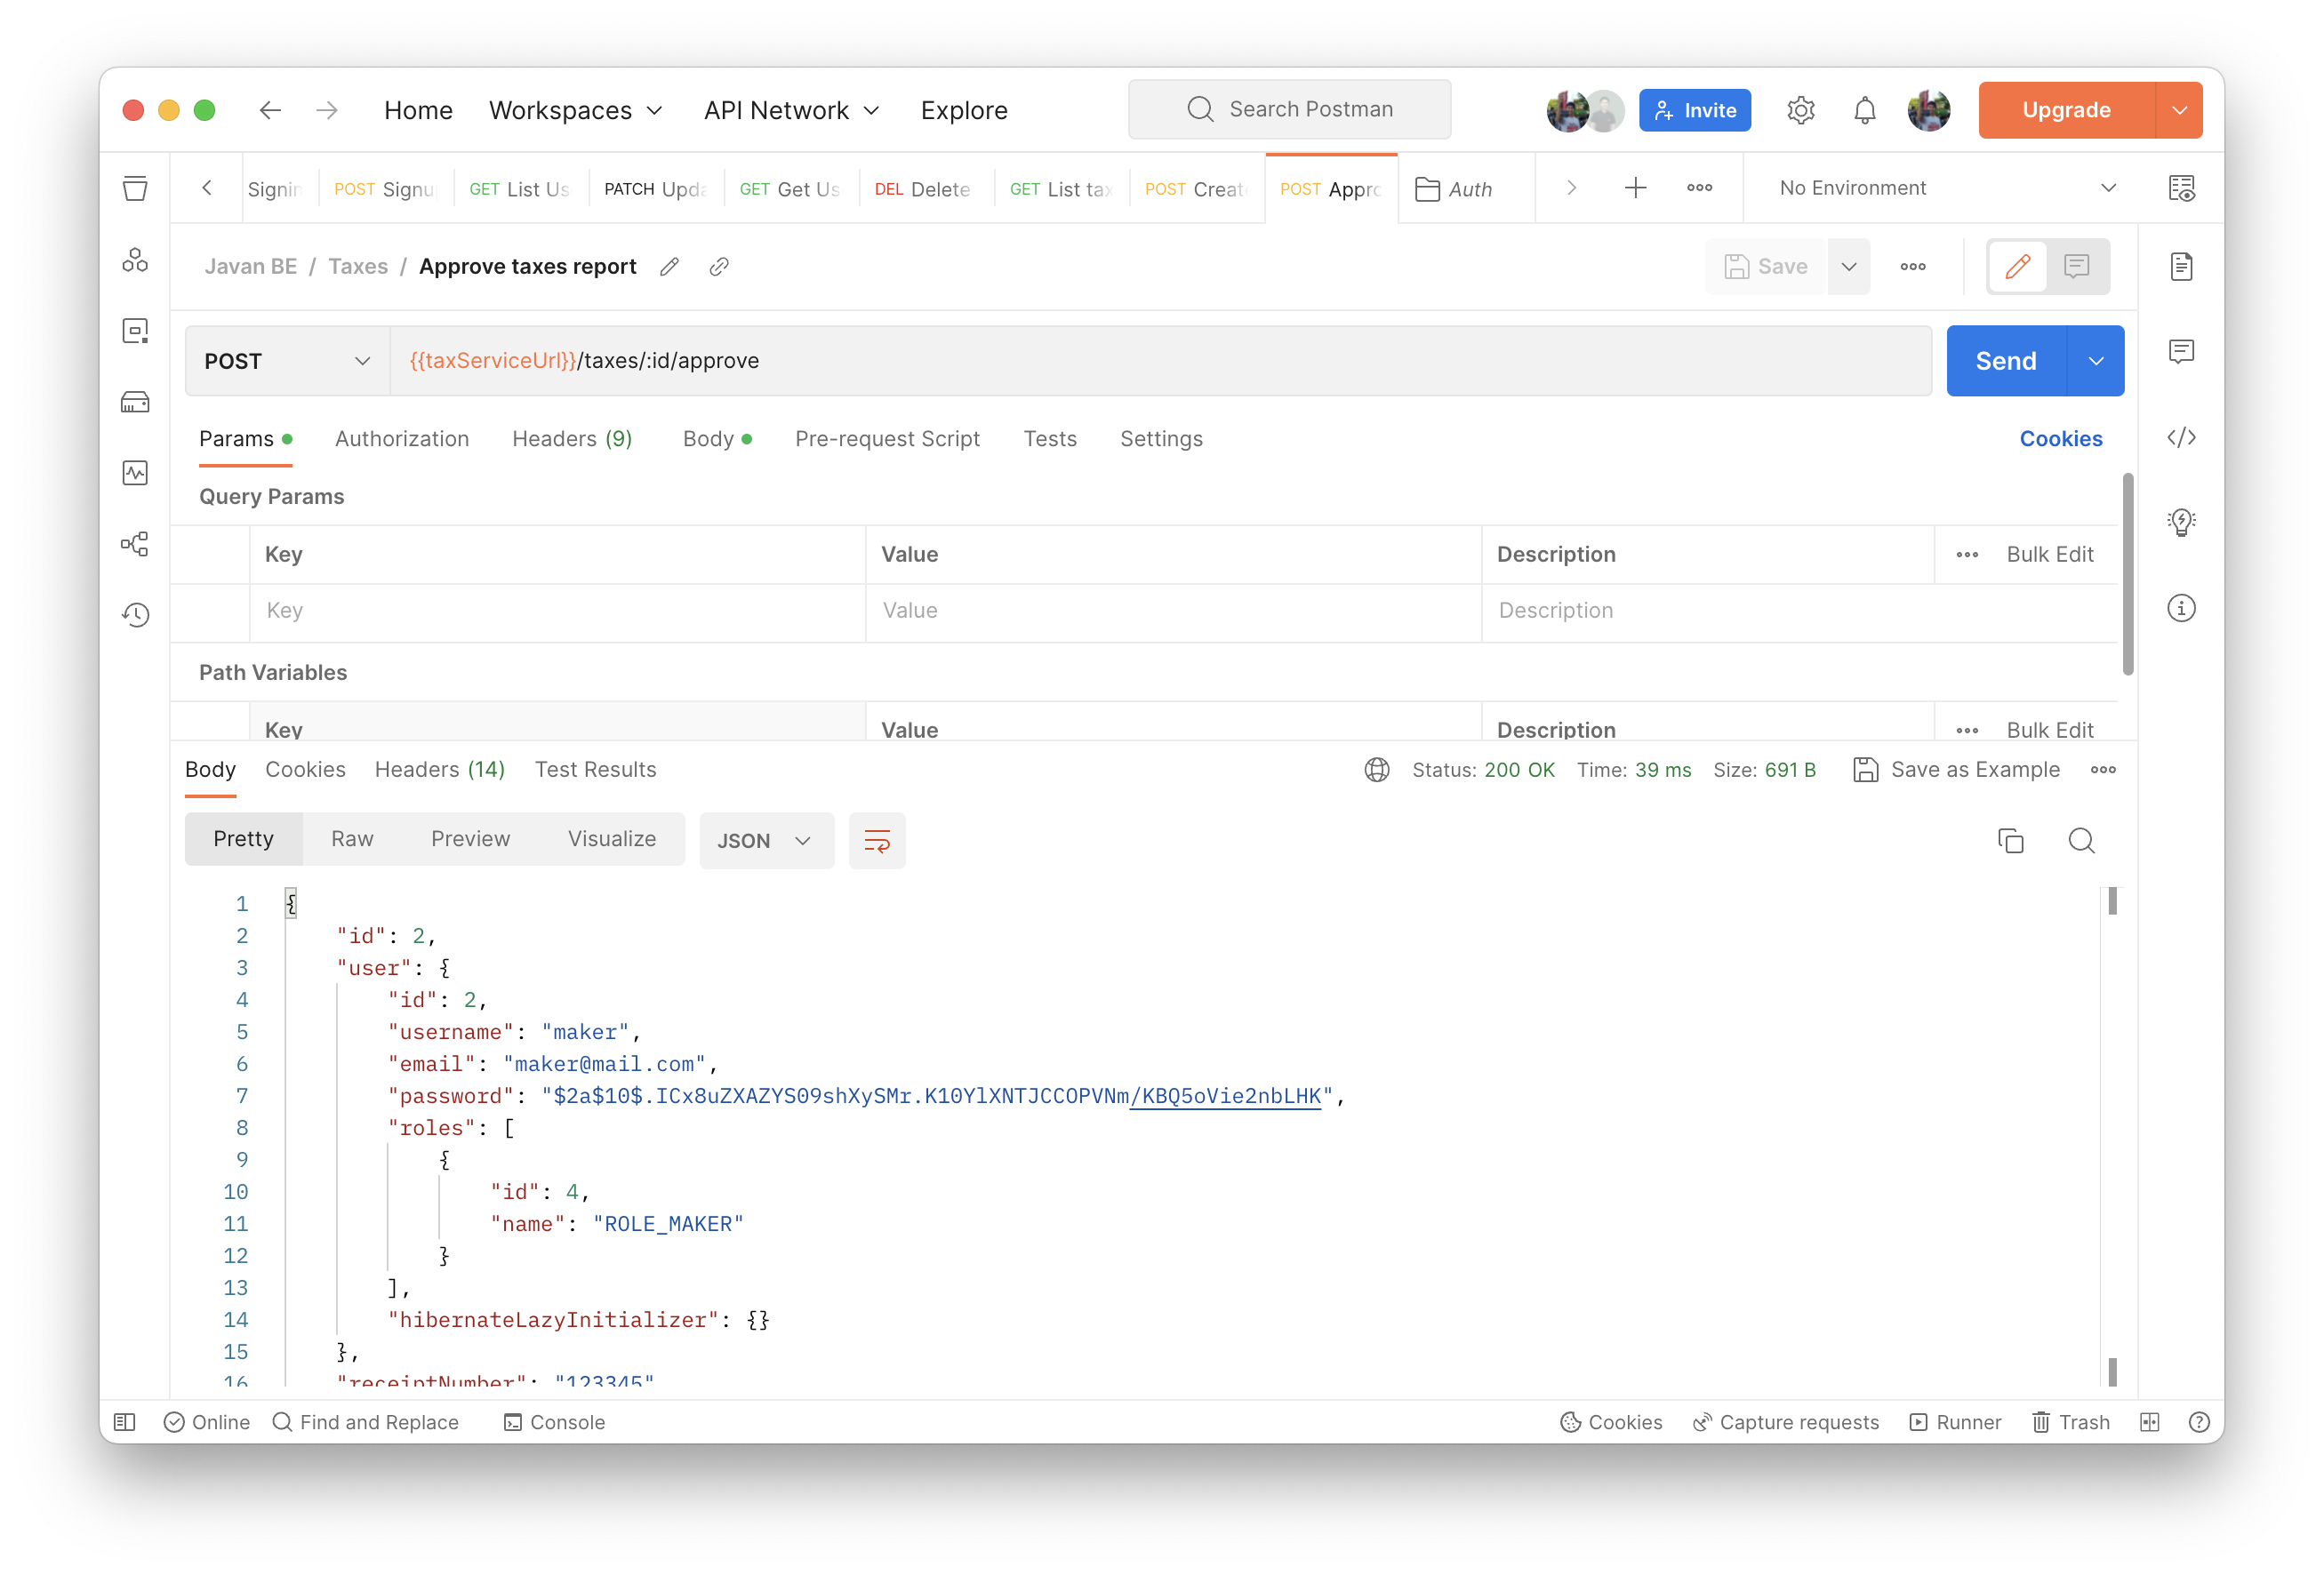 Home Workspaces API Network Explore Search Postman Invite Upgrade
Signin POST Signu GET List Us PATCH Upda GET Get Us DEL Delete GET List tax POST Creat POST Appro Auth No Environment
Javan BE / Taxes / Approve taxes report Save
POST {{taxServiceUrl}}/taxes/:id/approve Send
Params Authorization Headers (9) Body Pre-request Script Tests Settings Cookies
Query Params
Key Value Description Bulk Edit
Key Value Description
Path Variables
Key Value Description Bulk Edit
Body Cookies Headers (14) Test Results Status: 200 OK Time: 39 ms Size: 691 B Save as Example
Pretty Raw Preview Visualize JSON
1 {
2 "id": 2,
3 "user": {
4 "id": 2,
5 "username": "maker",
6 "email": "maker@mail.com",
7 "password": "$2a$10$.ICx8uZXAZYS09shXySMr.K10YlXNTJCCOPVNm/KBQ5oVie2nbLHK",
8 "roles": [
9 {
10 "id": 4,
11 "name": "ROLE_MAKER"
12 }
13 ],
14 "hibernateLazyInitializer": {}
15 },
16 "receiptNumber": "123345"
Online Find and Replace Console Cookies Capture requests Runner Trash